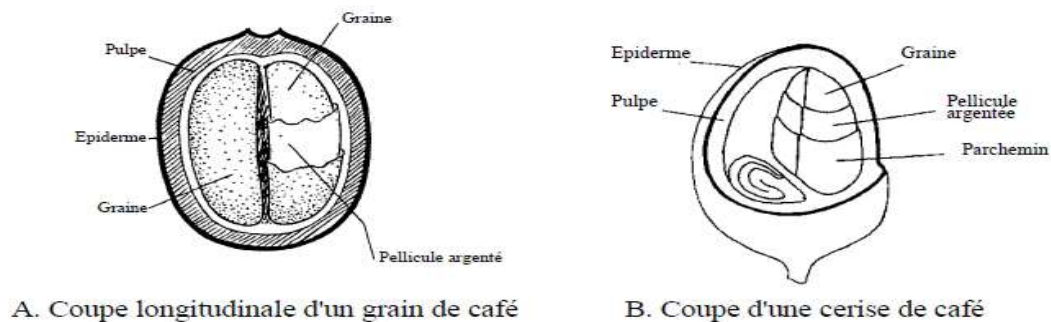 Graine
Pulpe
Epiderme
Graine
Pellicule argenté
A. Coupe longitudinale d'un grain de café
Epiderme
Graine
Pulpe
Pellicule
argentée
Parchemin
B. Coupe d'une cerise de café